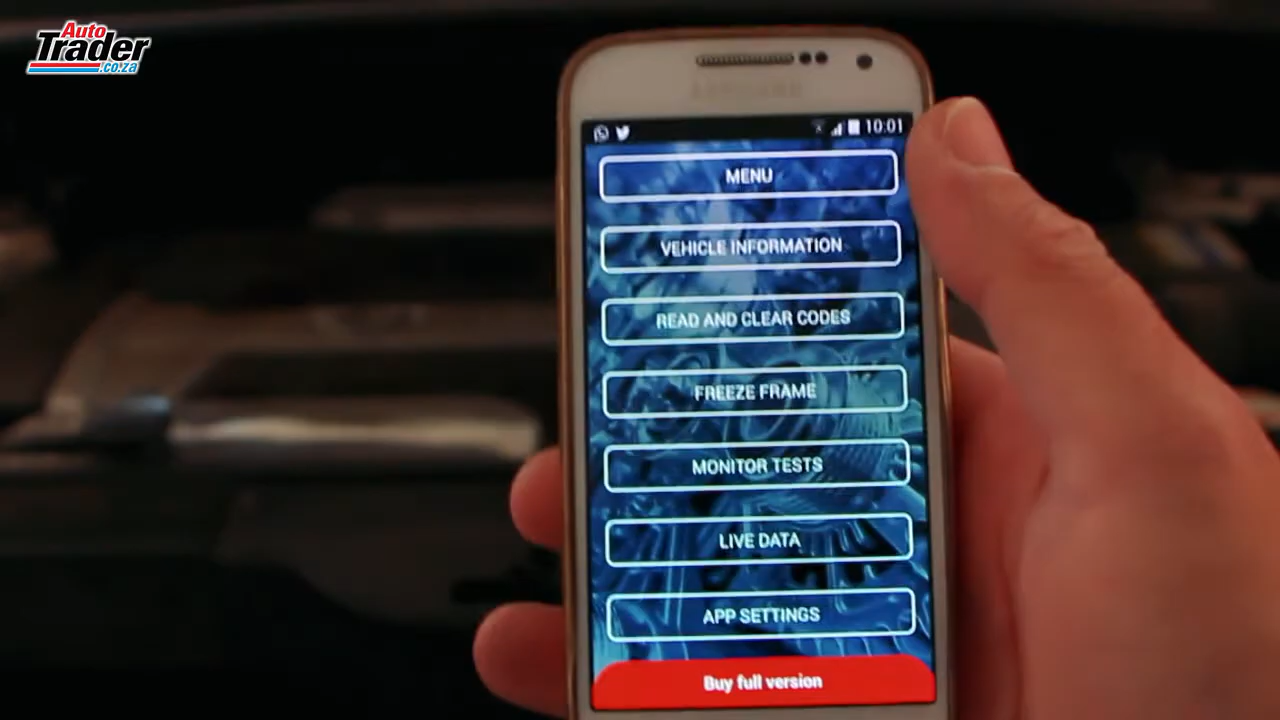 Auto
Trader
.co.za
SAMSUNG
10:01
MENU
VEHICLE INFORMATION
READ AND CLEAR CODES
FREEZE FRAME
MONITOR TESTS
LIVE DATA
APP SETTINGS
Buy full version